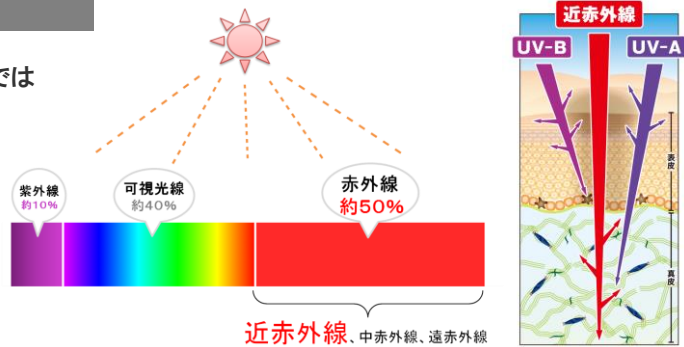 では
紫外線
約10%
可視光線
約40%
赤外線
約50%
近赤外線、中赤外線、遠赤外線
近赤外線
UV-B
UV-A
表皮
真皮